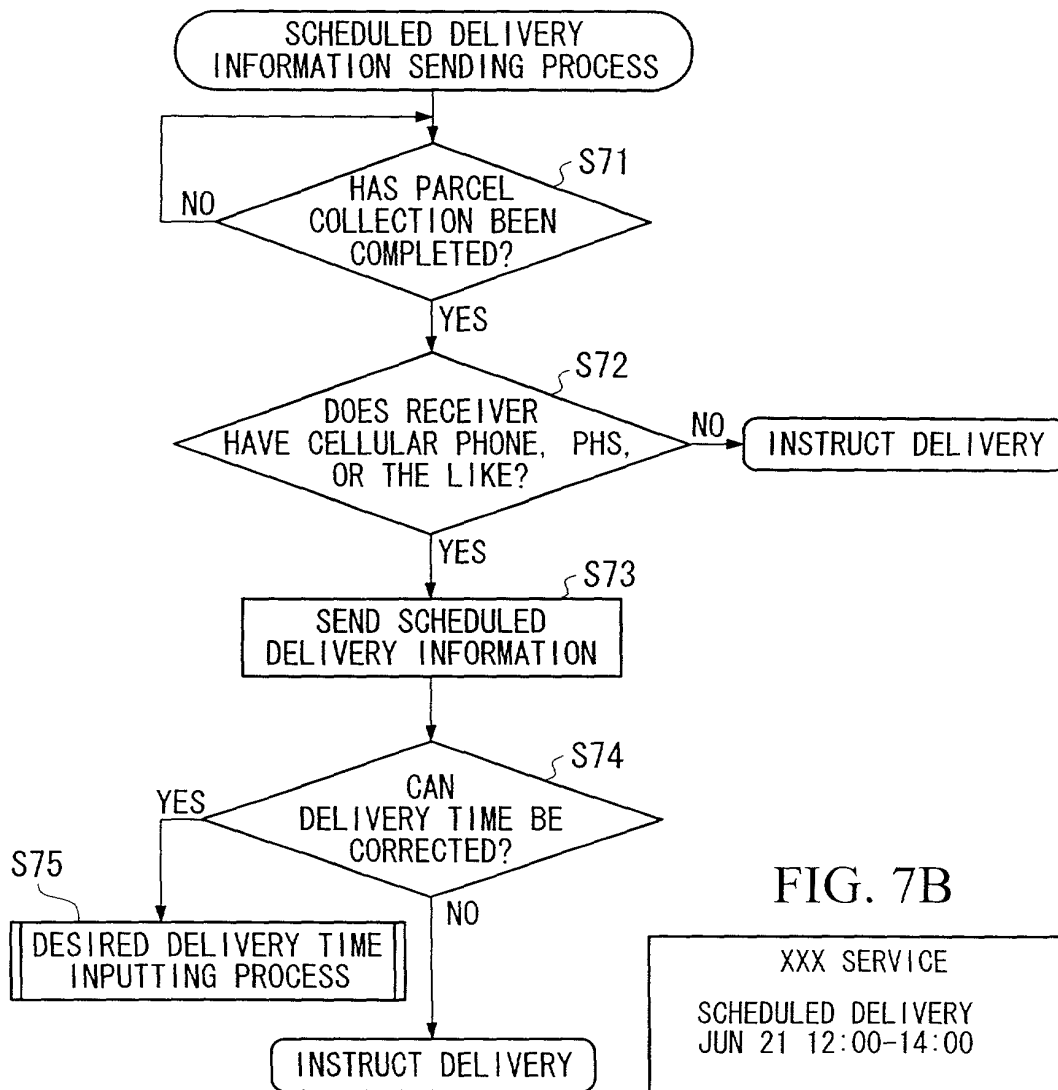 SCHEDULED DELIVERY
INFORMATION SENDING PROCESS
S71
HAS PARCEL
COLLECTION BEEN
COMPLETED?
NO
YES
S72
DOES RECEIVER
HAVE CELLULAR PHONE, PHS,
OR THE LIKE?
NO
INSTRUCT DELIVERY
YES
S73
SEND SCHEDULED
DELIVERY INFORMATION
S74
CAN
DELIVERY TIME BE
CORRECTED?
YES
S75
DESIRED DELIVERY TIME
INPUTTING PROCESS
NO
INSTRUCT DELIVERY
FIG. 7B
XXX SERVICE
SCHEDULED DELIVERY
JUN 21 12:00-14:00